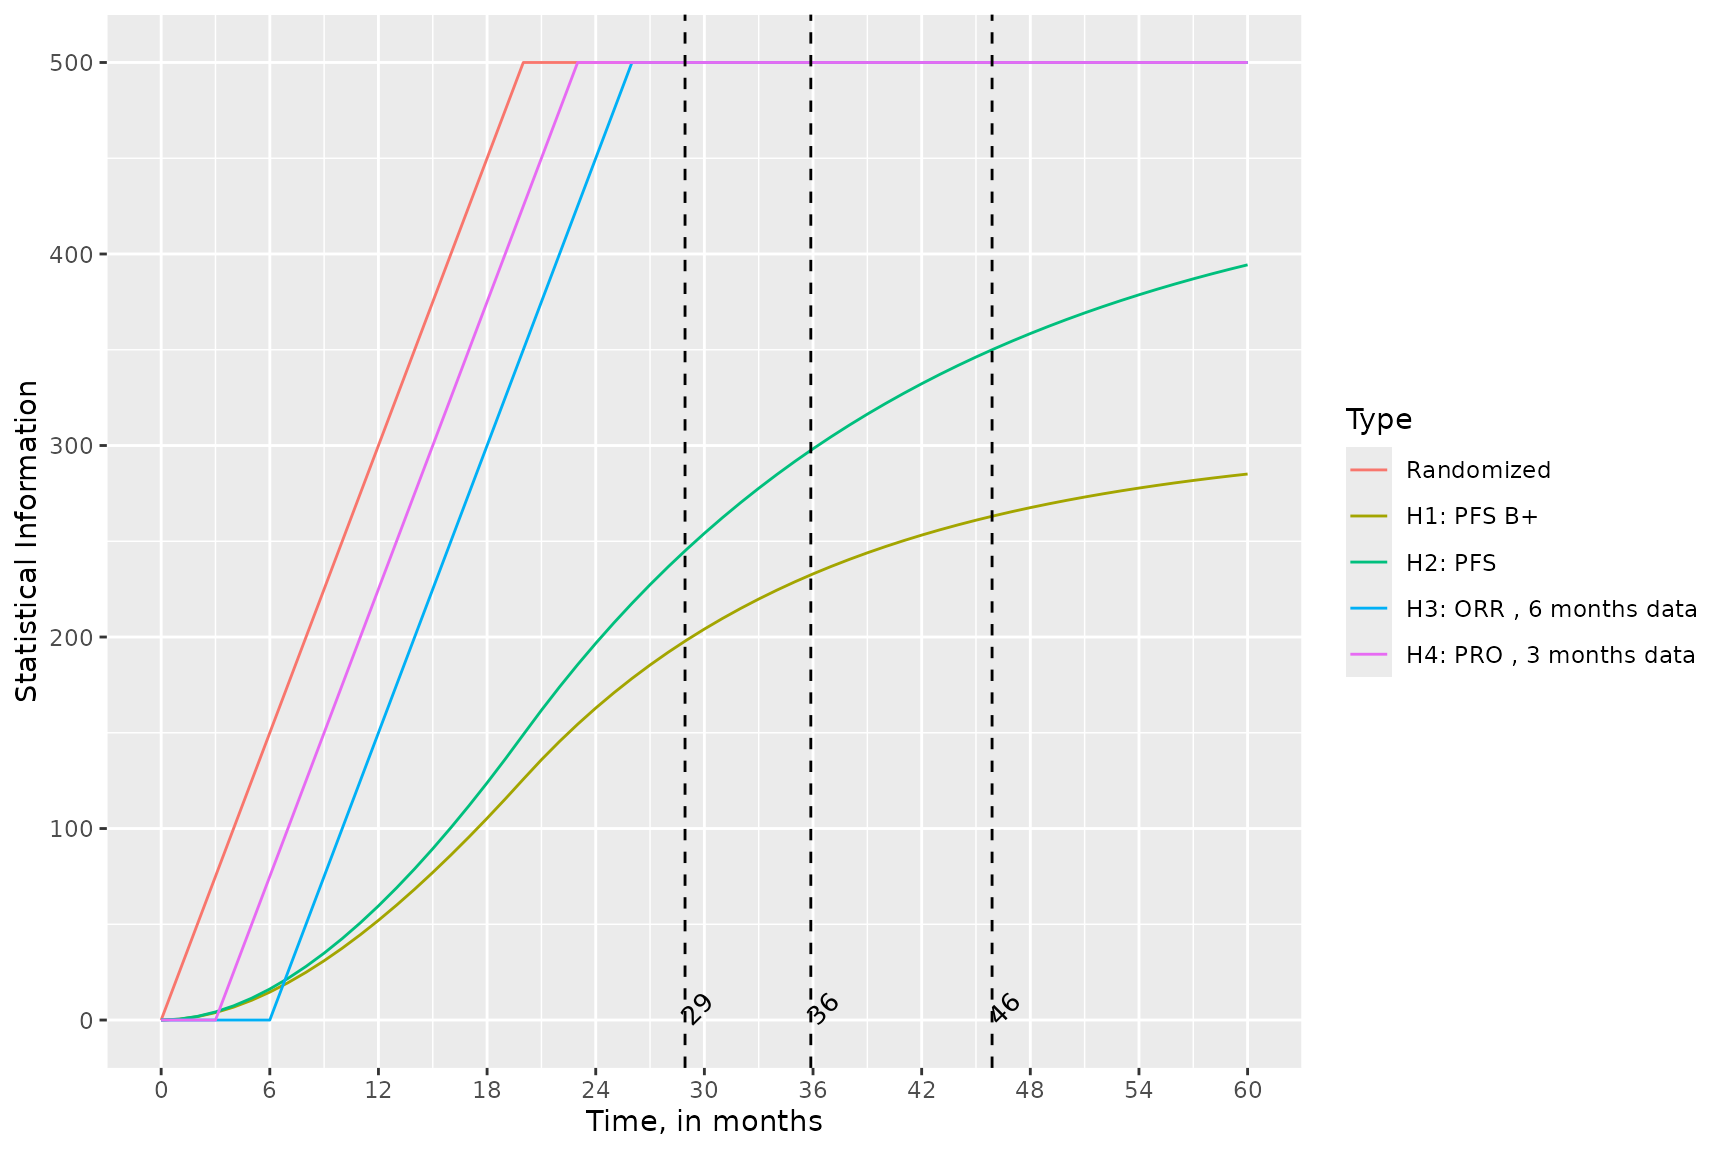 500
400
300
200
100
0
Statistical Information
29
36
46
0 6 12 18 24 30 36 42 48 54 60
Time, in months
Type
Randomized
H1: PFS B+
H2: PFS
H3: ORR , 6 months data
H4: PRO , 3 months data